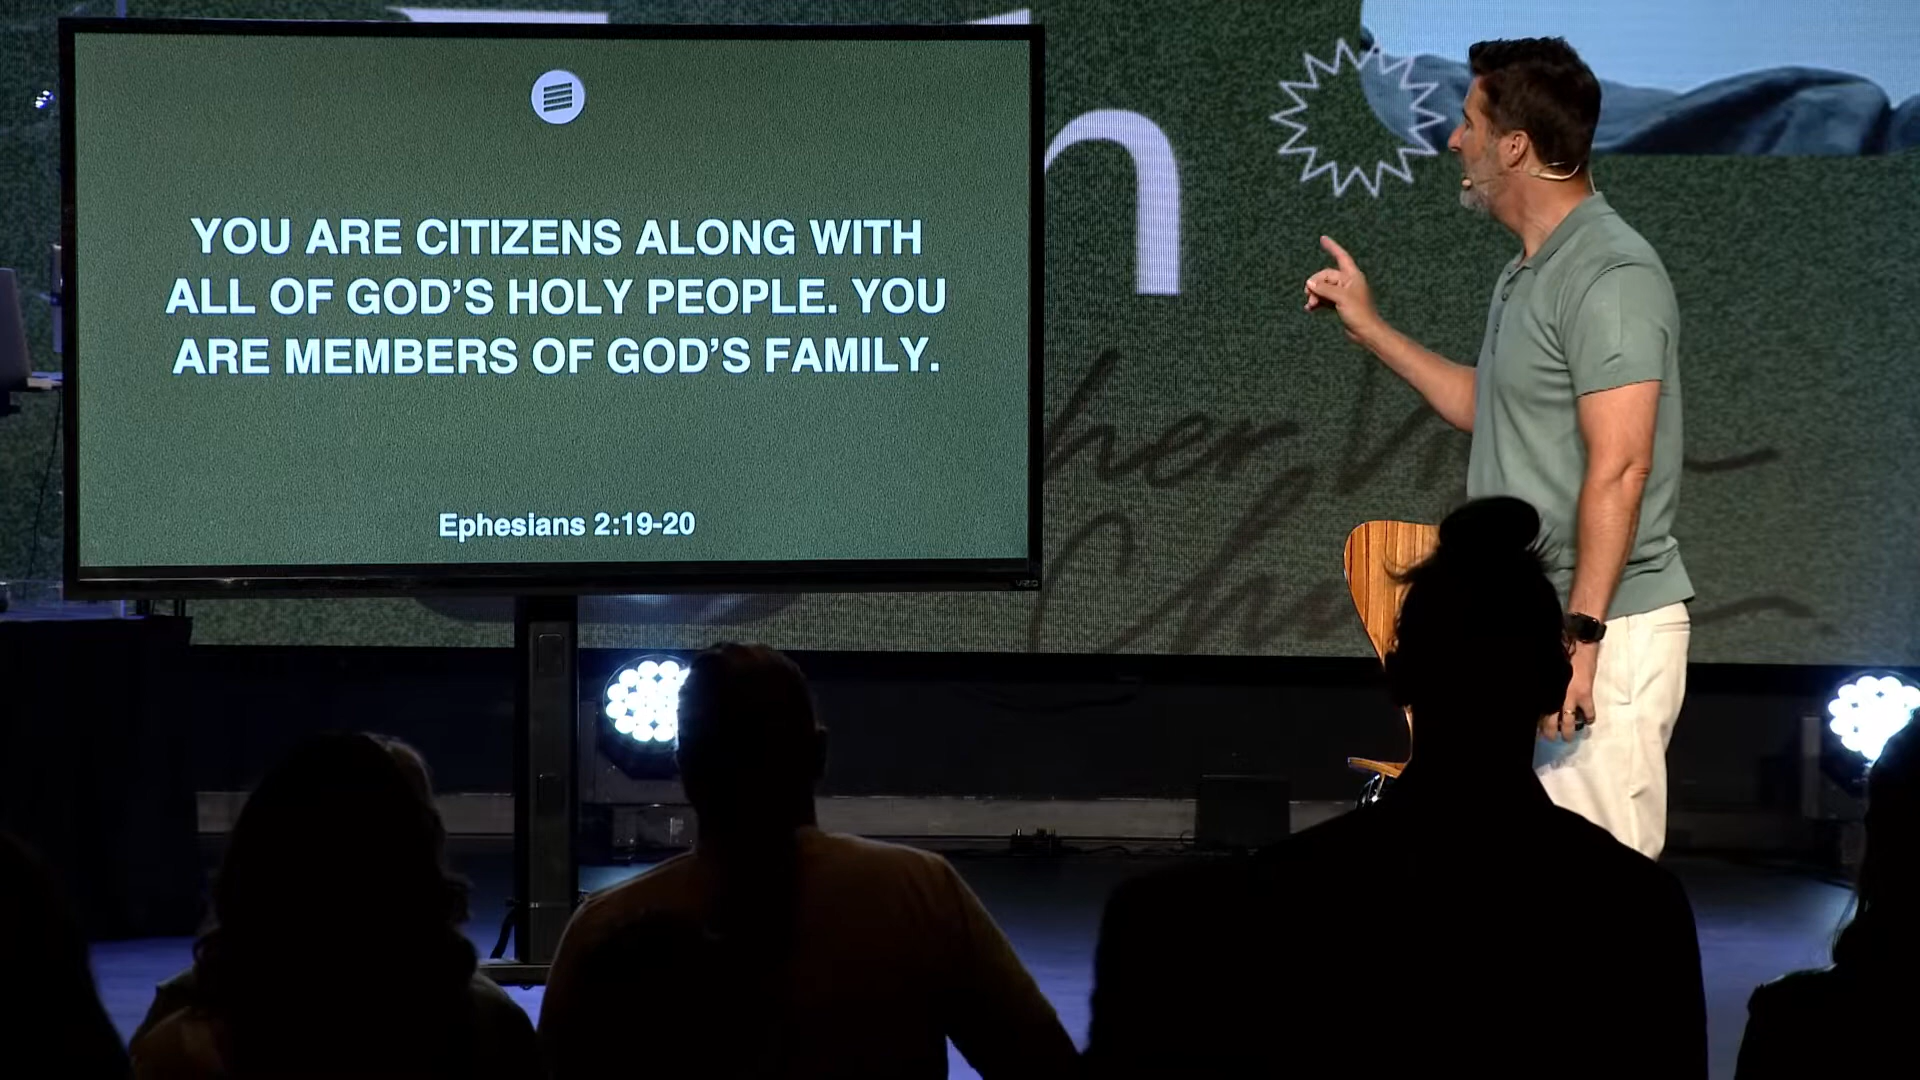 YOU ARE CITIZENS ALONG WITH
ALL OF GOD'S HOLY PEOPLE. YOU
ARE MEMBERS OF GOD'S FAMILY.
Ephesians 2:19-20
VIZIO